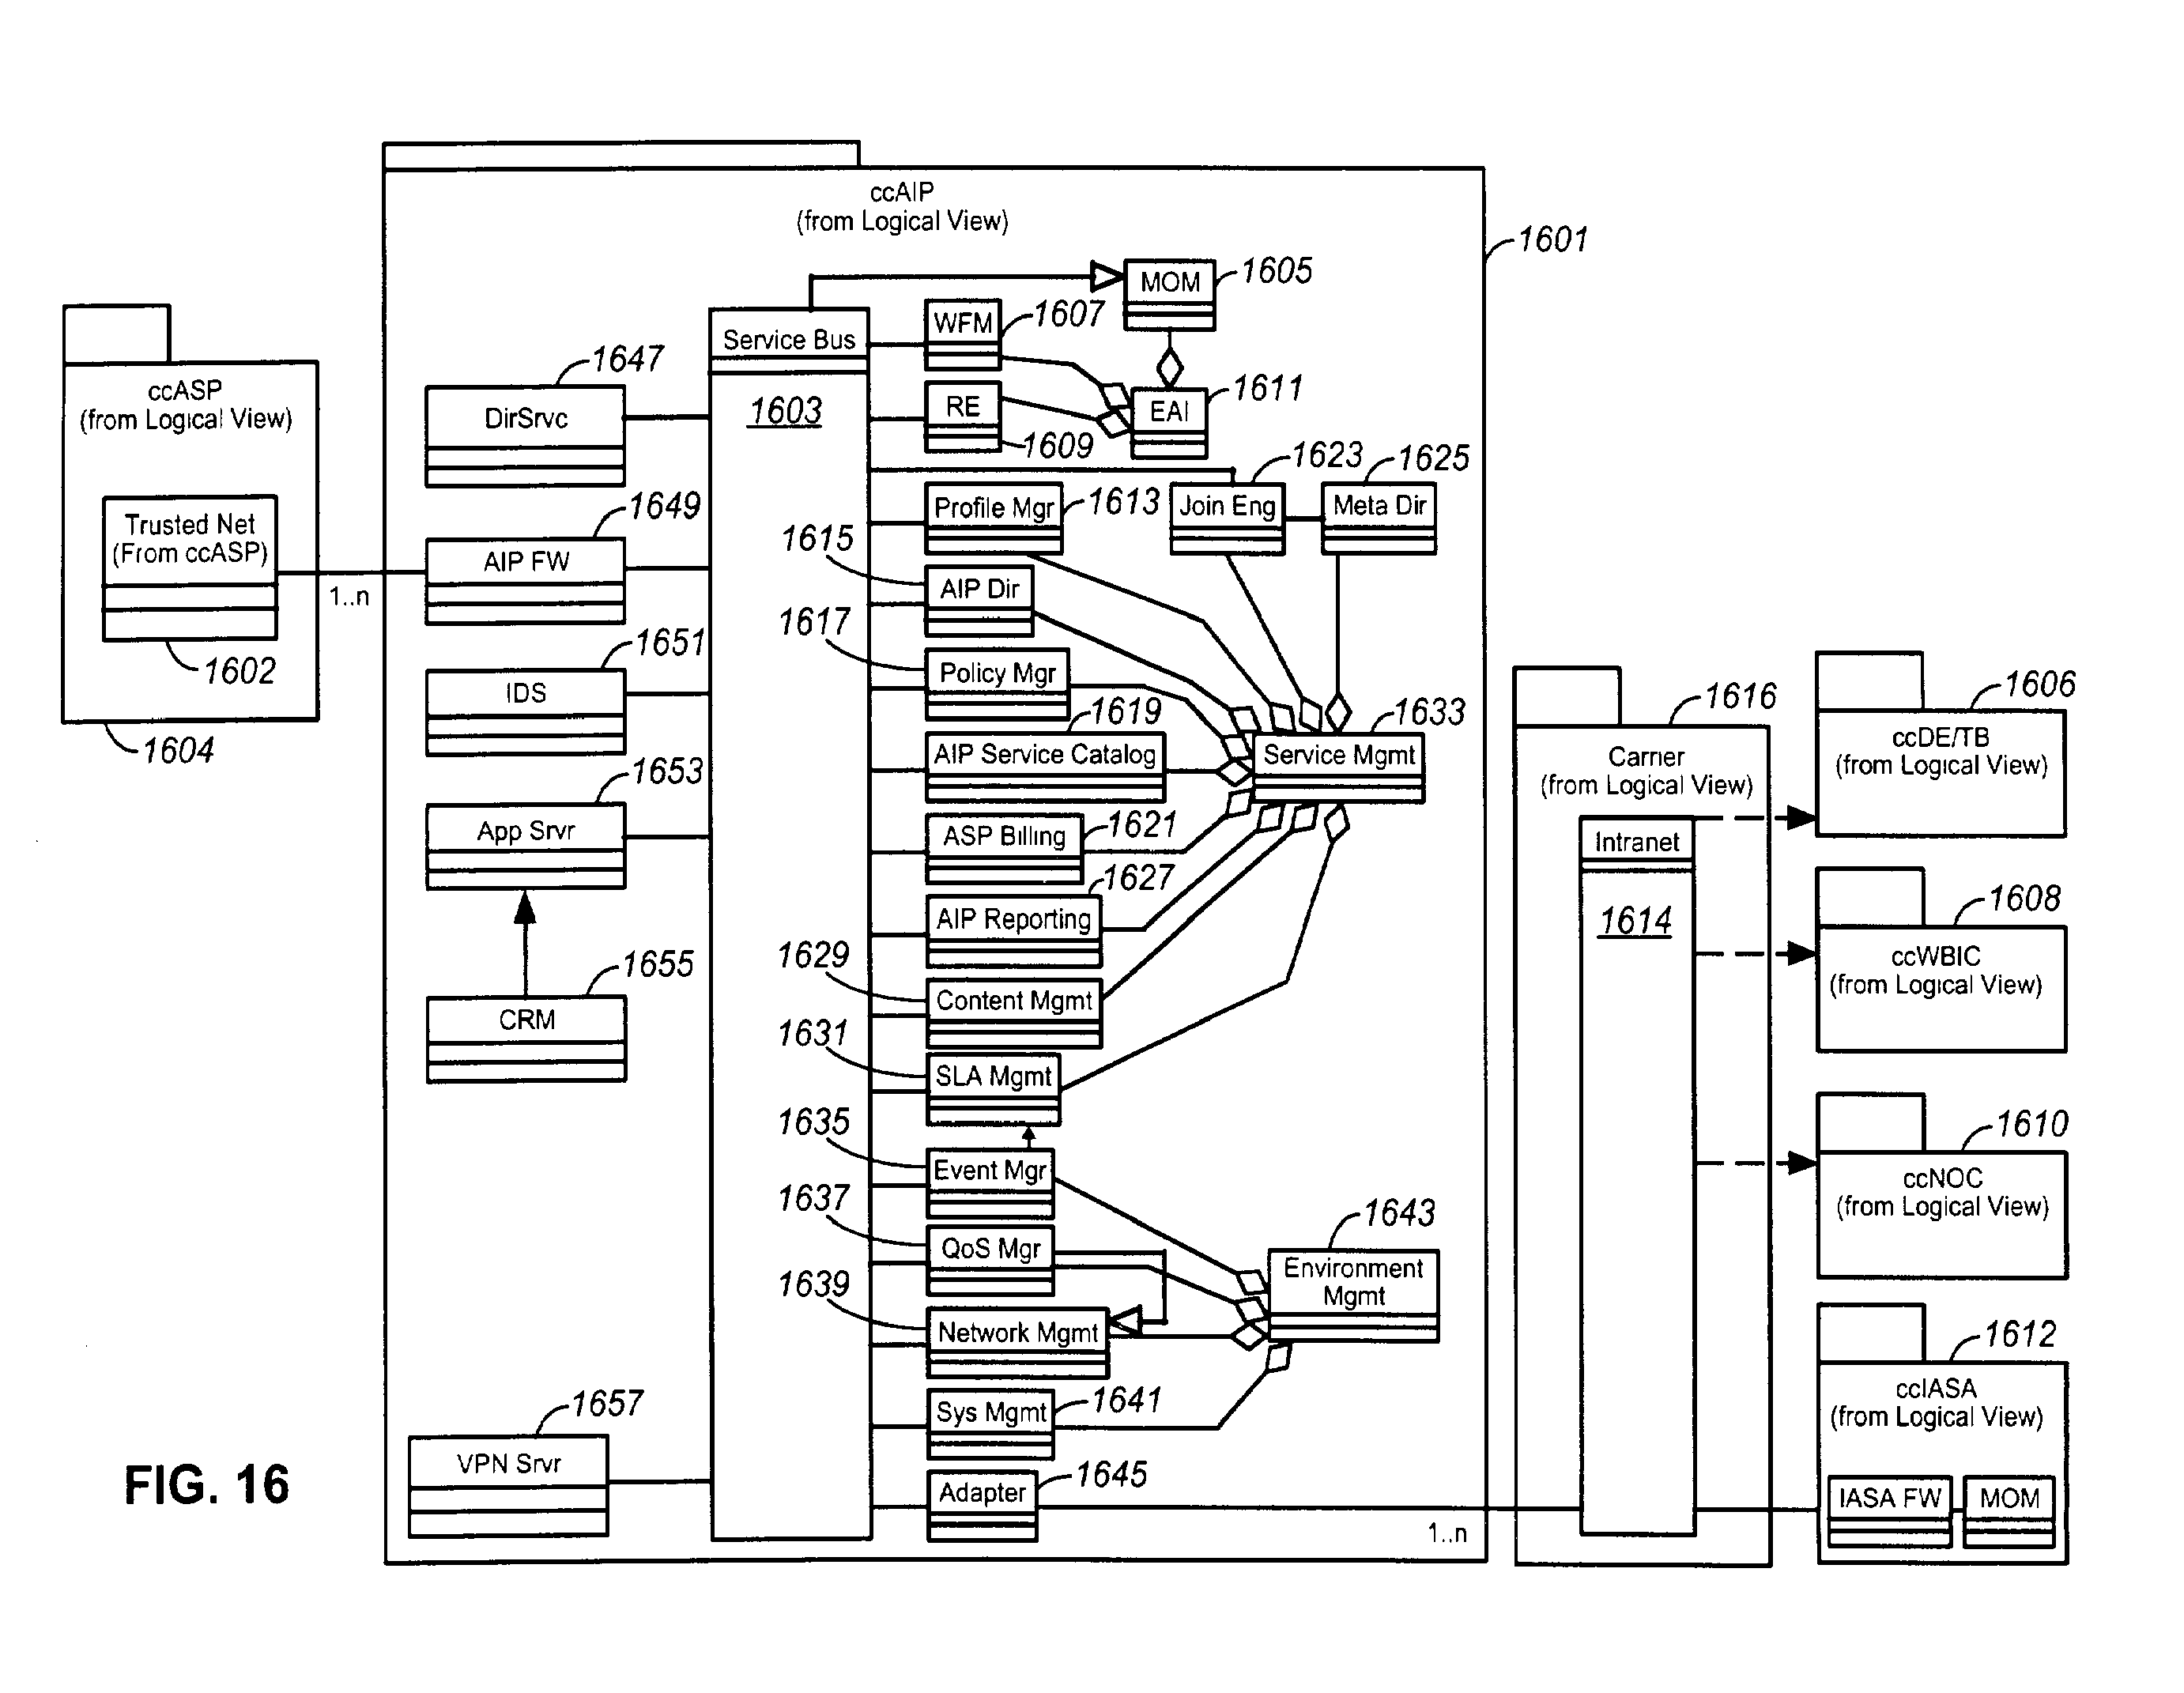 ccAIP
(from Logical View)
1601
MOM
1605
WFM
1607
Service Bus
1603
RE
1609
EAI
1611
ccASP
(from Logical View)
Trusted Net
(From ccASP)
1602
1604
1..n
DirSrvc
1647
AIP FW
1649
IDS
1651
App Srvr
1653
CRM
1655
VPN Srvr
1657
Join Eng
1623
Meta Dir
1625
Profile Mgr
1613
AIP Dir
1615
Policy Mgr
1617
AIP Service Catalog
1619
Service Mgmt
1633
ASP Billing
1621
AIP Reporting
1627
Content Mgmt
1629
SLA Mgmt
1631
Event Mgr
1635
QoS Mgr
1637
Network Mgmt
1639
Environment
Mgmt
1643
Sys Mgmt
1641
Adapter
1645
1..n
Carrier
(from Logical View)
1616
Intranet
1614
ccDE/TB
(from Logical View)
1606
ccWBIC
(from Logical View)
1608
ccNOC
(from Logical View)
1610
ccIASA
(from Logical View)
1612
IASA FW
MOM
FIG. 16